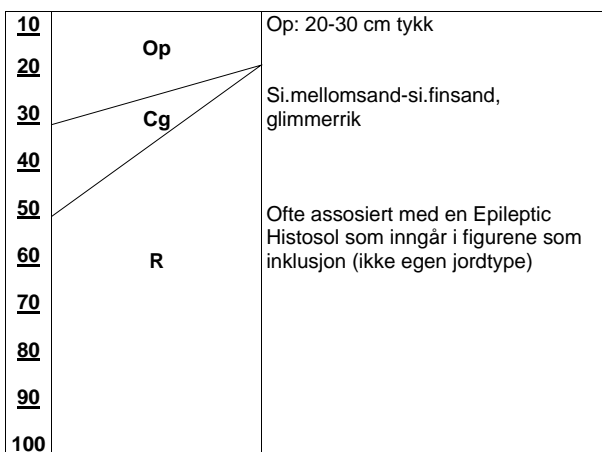 10
20
30
40
50
60
70
80
90
100
Op
Cg
R
Op: 20-30 cm tykk
Si.mellomsand-si.finsand,
glimmerrik
Ofte assosiert med en Epileptic
Histosol som inngår i figurene som
inklusjon (ikke egen jordtype)